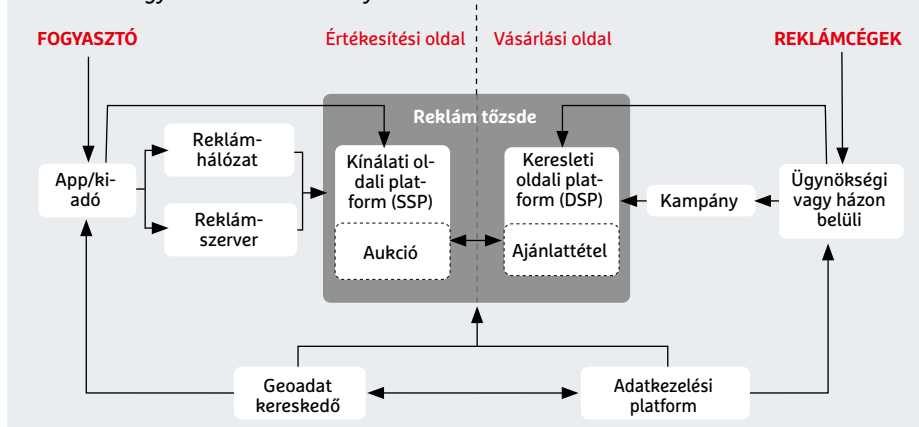 FOGYASZTÓ
Értékesítési oldal
Vásárlási oldal
REKLÁMCÉGEK
Reklám tőzsde
App/ki-
adó
Reklám-
hálózat
Reklám-
szerver
Kínálati ol-
dali plat-
form (SSP)
Aukció
Keresleti
oldali plat-
form (DSP)
Ajánlattétel
Kampány
Ügynökségi
vagy házon
belüli
Geoadat
kereskedő
Adatkezelési
platform